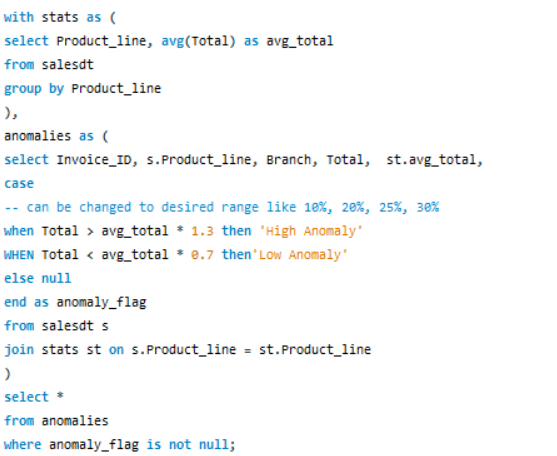 with stats as (
select Product_line, avg(Total) as avg_total
from salesdt
group by Product_line
),
anomalies as (
select Invoice_ID, s.Product_line, Branch, Total,  st.avg_total,
case
-- can be changed to desired range like 10%, 20%, 25%, 30%
when Total > avg_total * 1.3 then 'High Anomaly'
WHEN Total < avg_total * 0.7 then'Low Anomaly'
else null
end as anomaly_flag
from salesdt s
join stats st on s.Product_line = st.Product_line
)
select *
from anomalies
where anomaly_flag is not null;